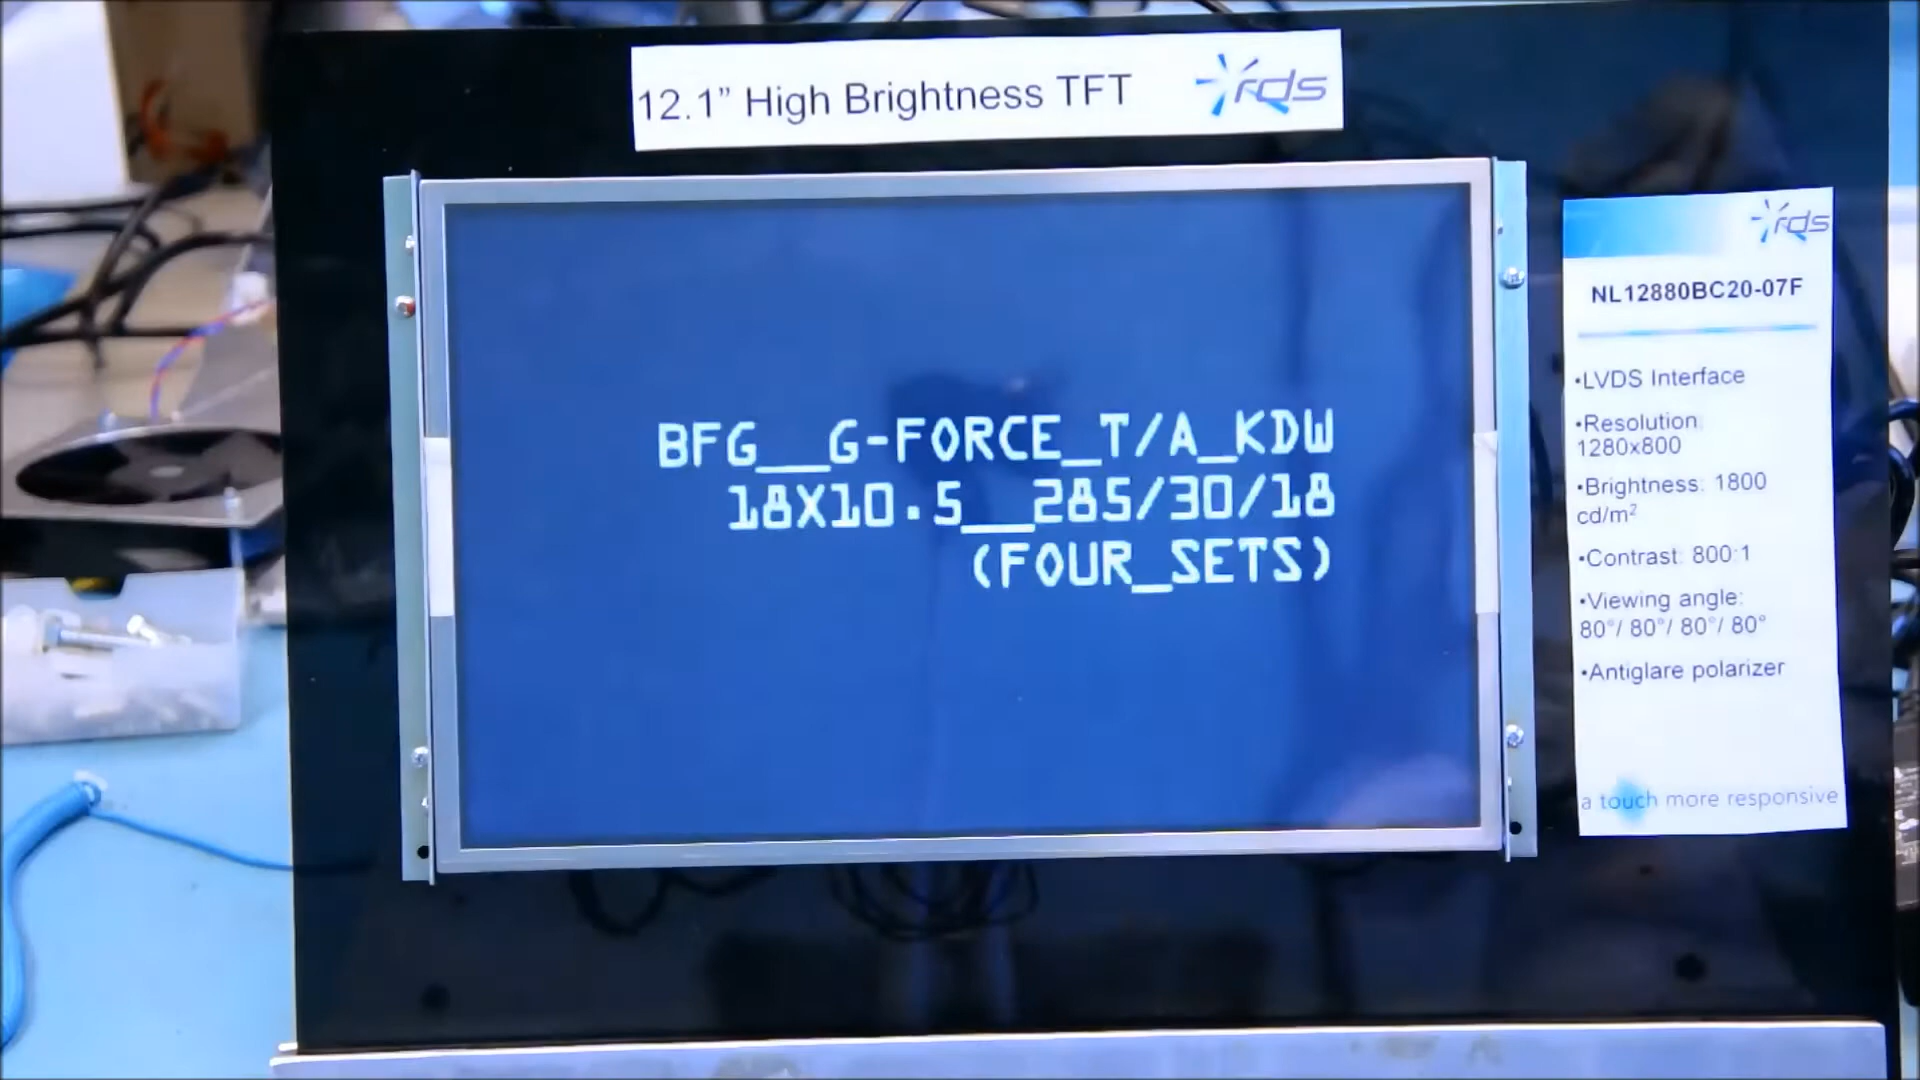 12.1” High Brightness TFT
rds
BFG__G-FORCE_T/A_KDW
18X10.5__285/30/18
(FOUR_SETS)
rds
NL12880BC20-07F
•LVDS Interface
•Resolution:
1280x800
•Brightness: 1800
cd/m²
•Contrast: 800:1
•Viewing angle:
80°/ 80°/ 80°/ 80°
•Antiglare polarizer
a touch more responsive